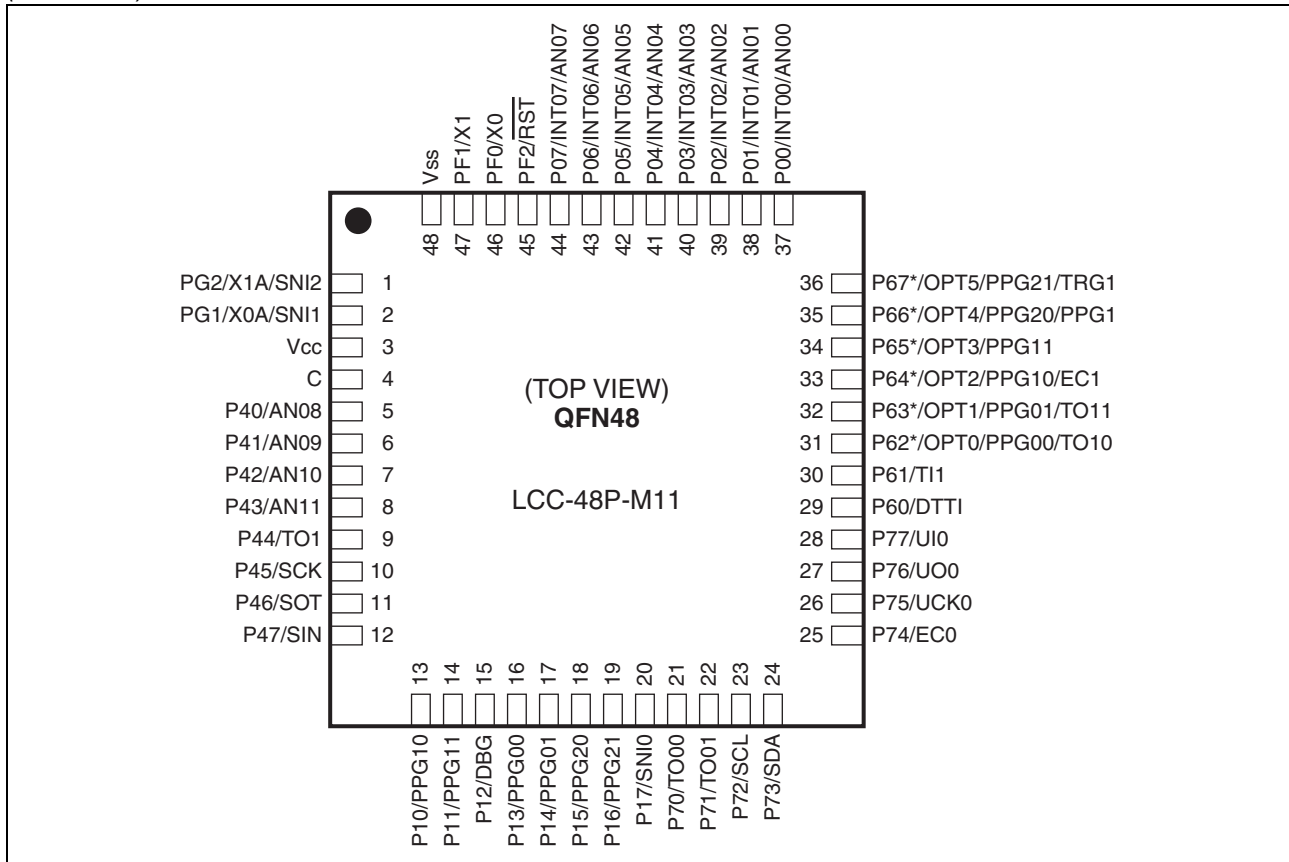 Vss
PF1/X1
PF0/X0
PF2/RST
P07/INT07/AN07
P06/INT06/AN06
P05/INT05/AN05
P04/INT04/AN04
P03/INT03/AN03
P02/INT02/AN02
P01/INT01/AN01
P00/INT00/AN00
48
47
46
45
44
43
42
41
40
39
38
37
PG2/X1A/SNI2 1
PG1/X0A/SNI1 2
Vcc 3
C 4
P40/AN08 5
P41/AN09 6
P42/AN10 7
P43/AN11 8
P44/TO1 9
P45/SCK 10
P46/SOT 11
P47/SIN 12
(TOP VIEW)
QFN48
LCC-48P-M11
36 P67*/OPT5/PPG21/TRG1
35 P66*/OPT4/PPG20/PPG1
34 P65*/OPT3/PPG11
33 P64*/OPT2/PPG10/EC1
32 P63*/OPT1/PPG01/TO11
31 P62*/OPT0/PPG00/TO10
30 P61/TI1
29 P60/DTTI
28 P77/UI0
27 P76/UO0
26 P75/UCK0
25 P74/EC0
13
14
15
16
17
18
19
20
21
22
23
24
P10/PPG10
P11/PPG11
P12/DBG
P13/PPG00
P14/PPG01
P15/PPG20
P16/PPG21
P17/SNI0
P70/TO00
P71/TO01
P72/SCL
P73/SDA